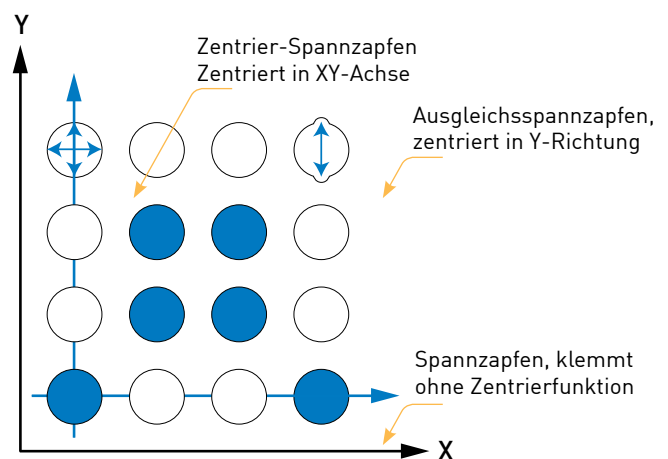 Y
Zentrier-Spannzapfen
Zentriert in XY-Achse
Ausgleichsspannzapfen,
zentriert in Y-Richtung
Spannzapfen, klemmt
ohne Zentrierfunktion
X